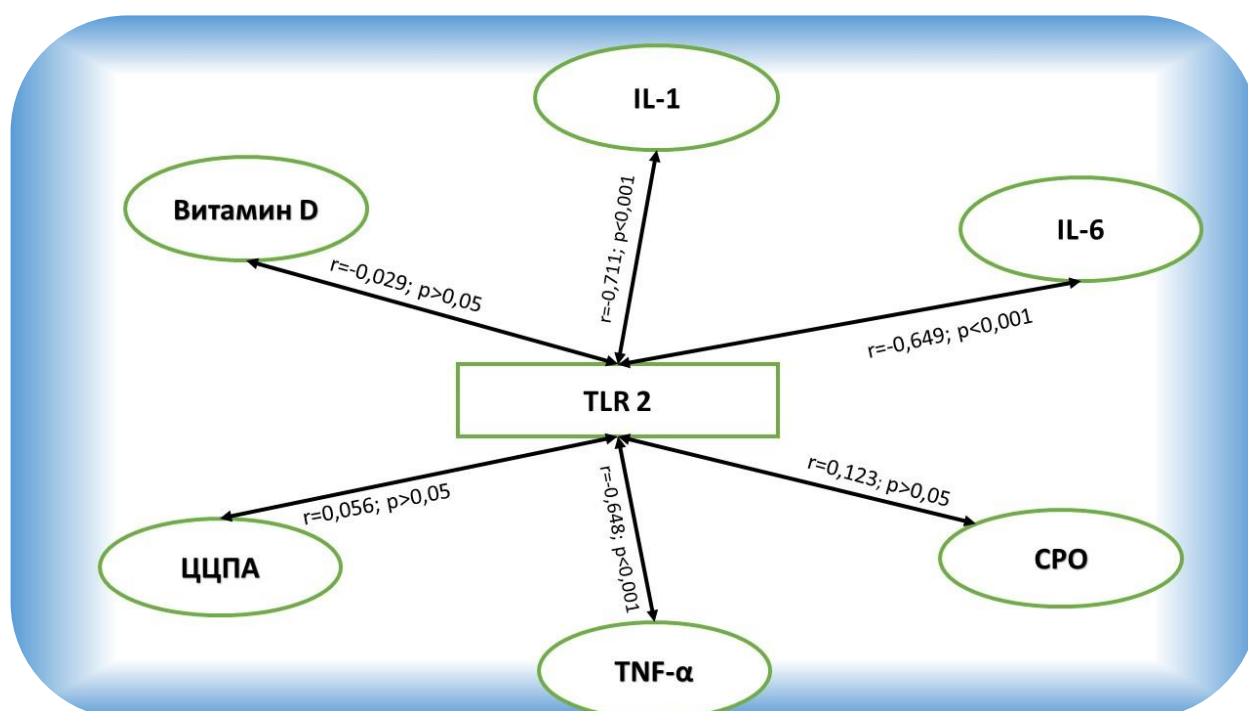 IL-1
Витамин D
IL-6
r=-0,711; p<0,001
r=-0,029; p>0,05
r=-0,649; p<0,001
TLR 2
r=0,056; p>0,05
r=-0,648; p<0,001
r=0,123; p>0,05
ЦЦПА
СРО
TNF-α